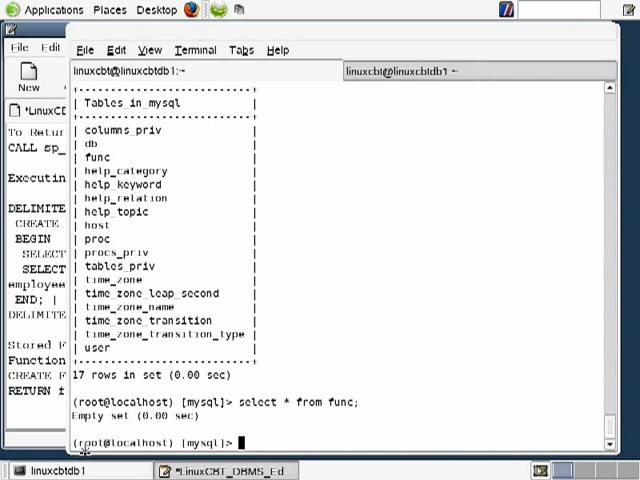 Applications Places Desktop
File Edit View Terminal Tabs Help
File Edi
linuxcbt@linuxcbtdb1:~
linuxcbt@linuxcbtdb1:~
New
*LinuxC
To Retur
CALL sp_
Executin
DELIMITE
CREATE
BEGIN
SELECT
SELECT
employee
END; |
DELIMITE
Stored F
Function
CREATE F
RETURN f
+--------------------------+
| Tables_in_mysql |
+--------------------------+
| columns_priv |
| db |
| func |
| help_category |
| help_keyword |
| help_relation |
| help_topic |
| host |
| proc |
| procs_priv |
| tables_priv |
| time_zone |
| time_zone_leap_second |
| time_zone_name |
| time_zone_transition |
| time_zone_transition_type |
| user |
+--------------------------+
17 rows in set (0.00 sec)
(root@localhost) [mysql]> select * from func;
Empty set (0.00 sec)
(root@localhost) [mysql]>
linuxcbtdb1
*LinuxCBT_DBMS_Ed...